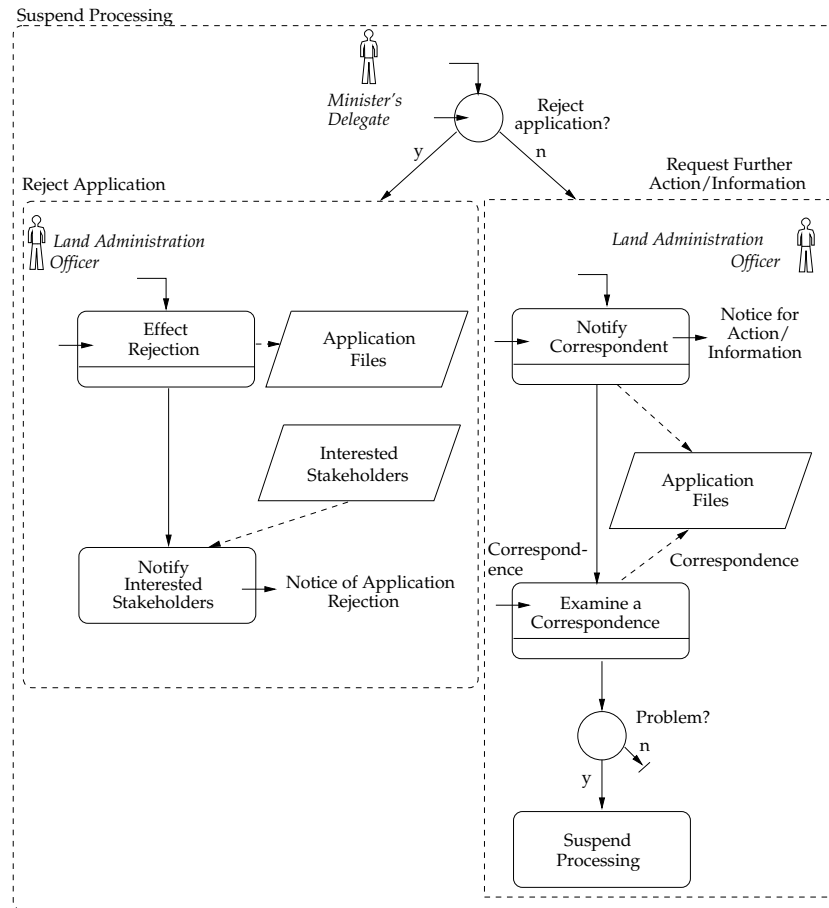 Suspend Processing
Minister's
Delegate
Reject
application?
y
n
Reject Application
Request Further
Action/Information
Land Administration
Officer
Land Administration
Officer
Effect
Rejection
Application
Files
Notify
Correspondent
Notice for
Action/
Information
Interested
Stakeholders
Application
Files
Correspond-
ence
Correspondence
Notify
Interested
Stakeholders
Notice of Application
Rejection
Examine a
Correspondence
Problem?
n
y
Suspend
Processing